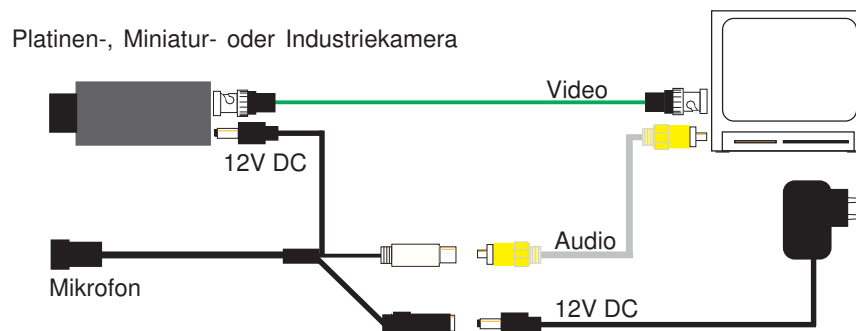 Platinen-, Miniatur- oder Industriekamera
Video
12V DC
Audio
Mikrofon
12V DC